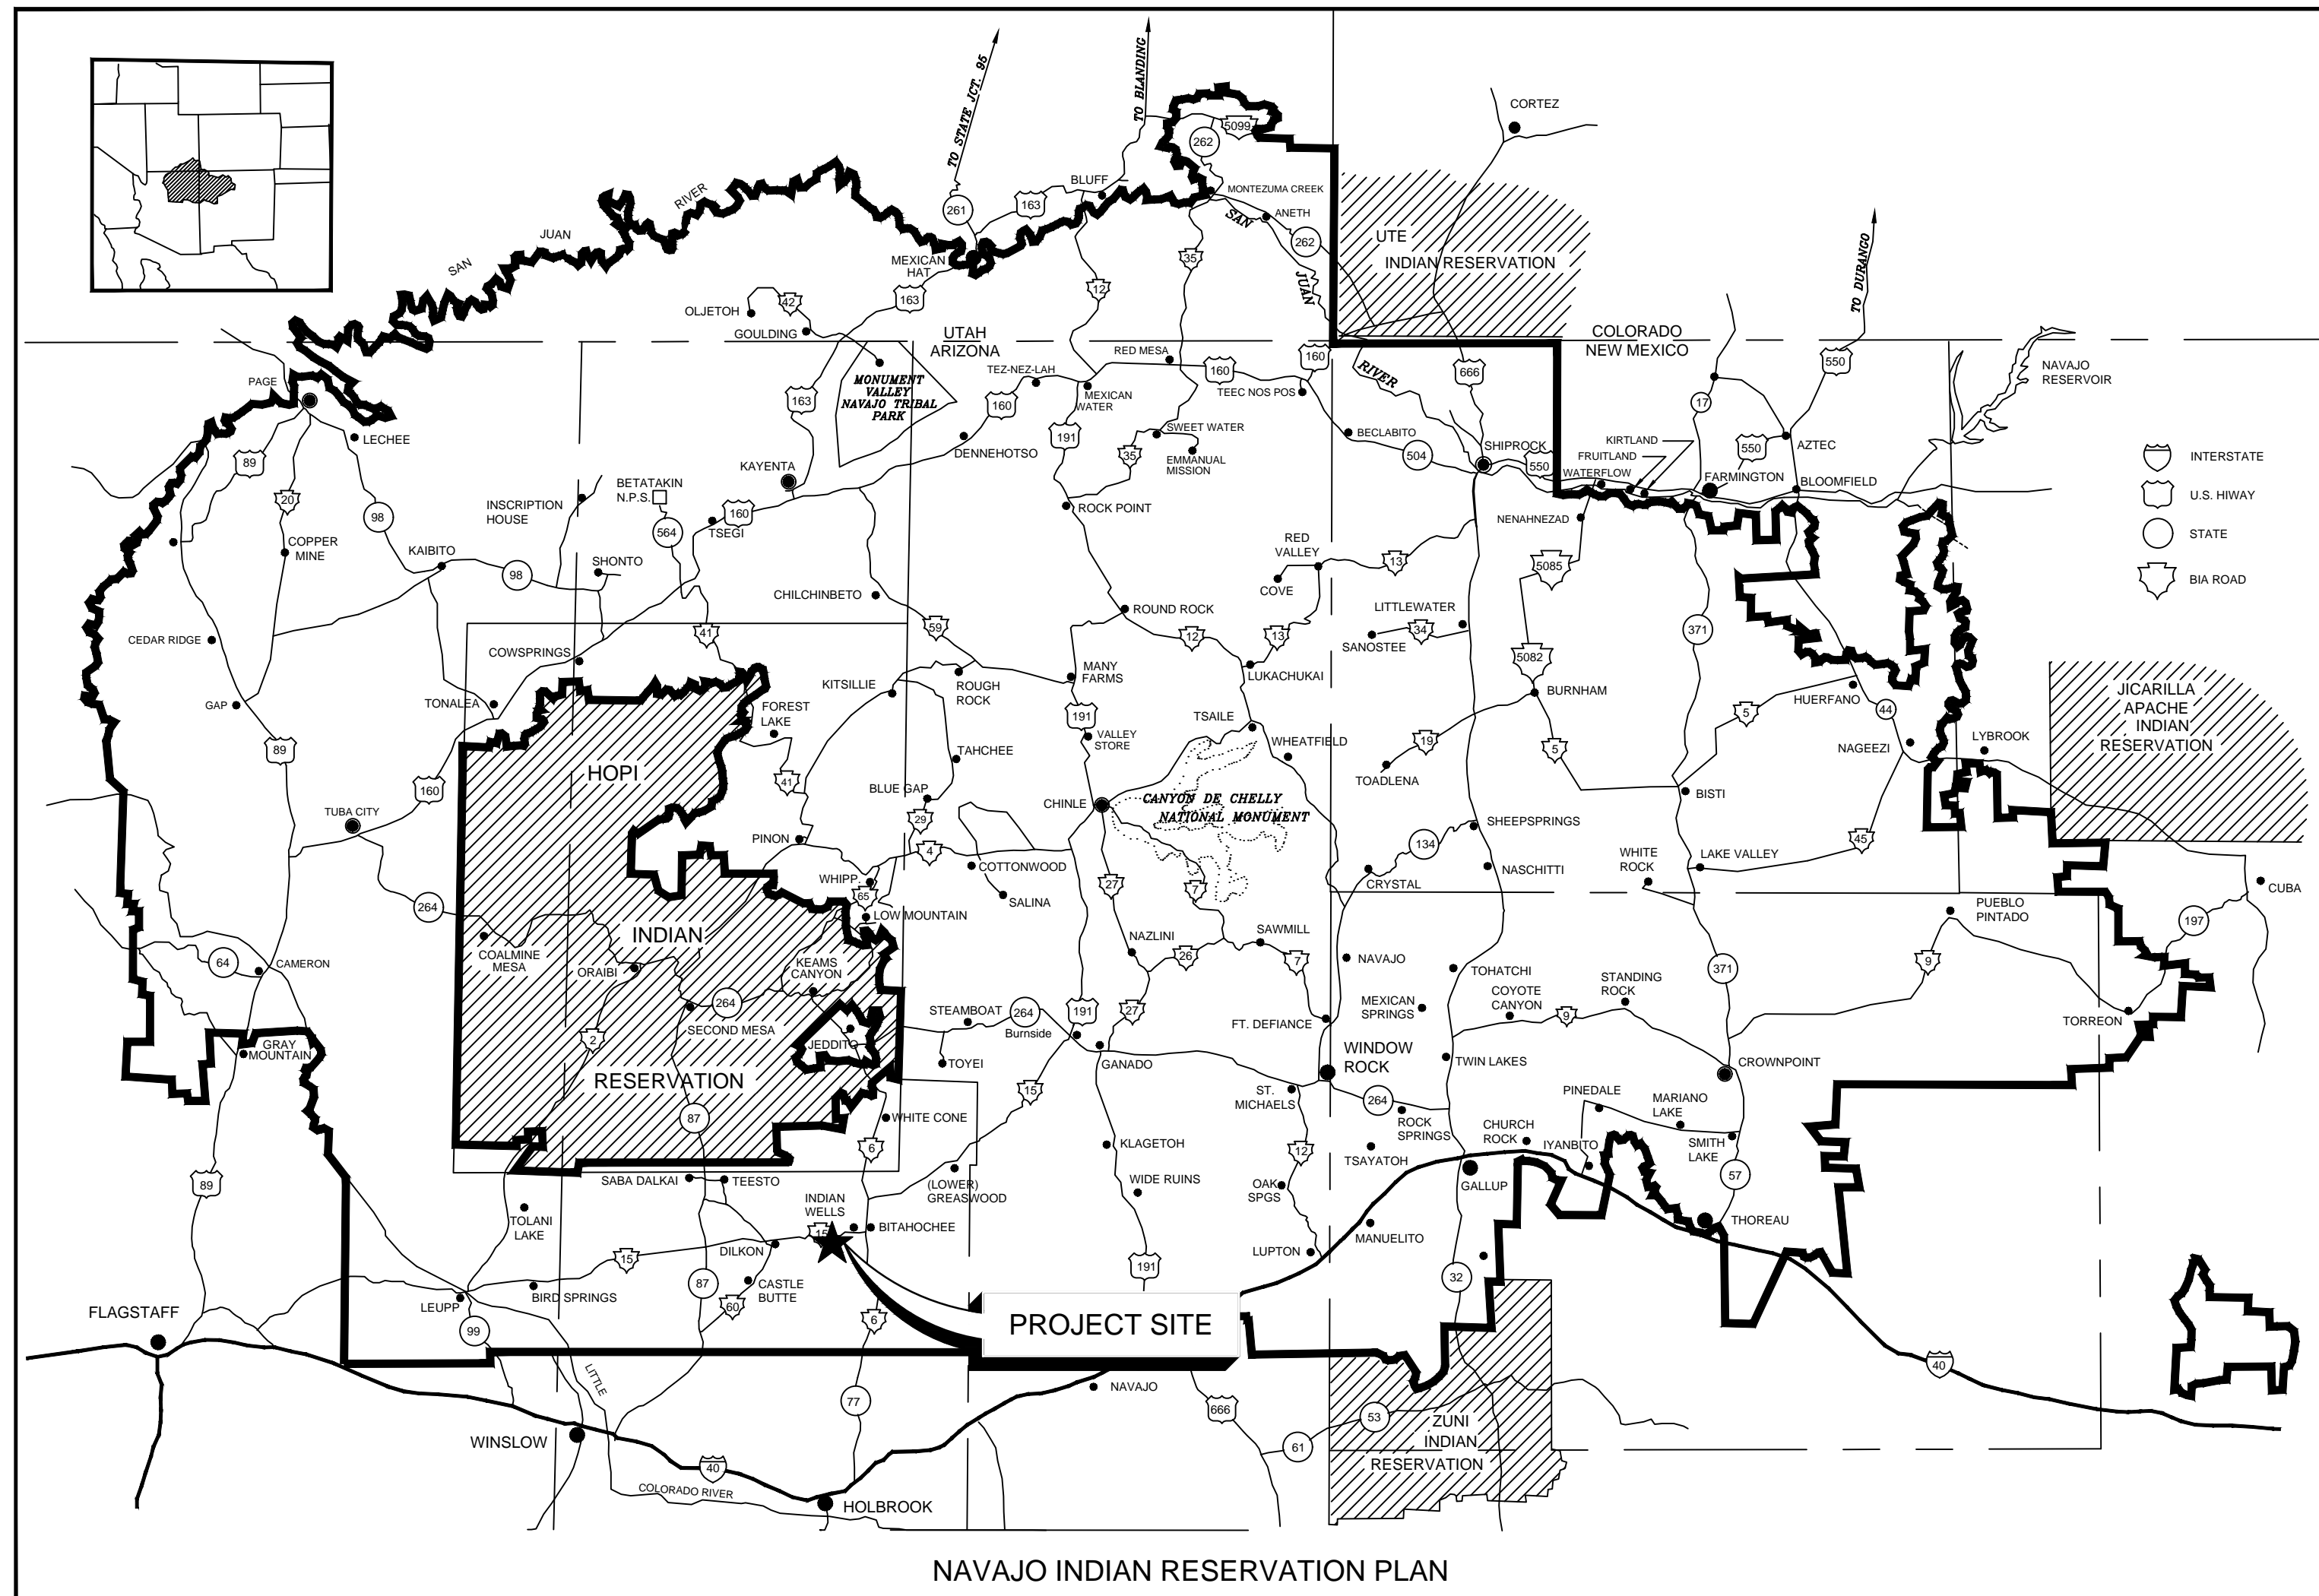 TO STATE JCT. 95
TO BLANDING
CORTEZ
5099
262
BLUFF
MONTEZUMA CREEK
163
261
ANETH
SAN
262
JUAN
RIVER
JUAN
SAN
RIVER
UTE
INDIAN RESERVATION
TO DURANGO
MEXICAN
HAT
35
12
163
42
OLJETOH
GOULDING
UTAH
ARIZONA
COLORADO
NEW MEXICO
RED MESA
160
160
666
550
NAVAJO
RESERVOIR
PAGE
MONUMENT
VALLEY
NAVAJO TRIBAL
PARK
TEZ-NEZ-LAH
MEXICAN
WATER
TEEC NOS POS
163
160
17
LECHEE
89
DENNEHOTSO
191
SWEET WATER
35
EMMANUAL
MISSION
BECLABITO
504
SHIPROCK
550
KIRTLAND
FRUITLAND
WATERFLOW
550
AZTEC
FARMINGTON
BLOOMFIELD
INTERSTATE
U.S. HIWAY
STATE
BIA ROAD
KAYENTA
BETATAKIN
N.P.S.
INSCRIPTION
HOUSE
20
98
564
160
TSEGI
ROCK POINT
NENAHNEZAD
COPPER
MINE
KAIBITO
98
SHONTO
RED
VALLEY
13
COVE
5085
CHILCHINBETO
ROUND ROCK
LITTLEWATER
CEDAR RIDGE
41
59
12
13
34
SANOSTEE
371
COWSPRINGS
5082
MANY
FARMS
LUKACHUKAI
KITSILLIE
ROUGH
ROCK
BURNHAM
HUERFANO
JICARILLA
APACHE
INDIAN
RESERVATION
GAP
TONALEA
FOREST
LAKE
191
TSAILE
5
44
89
VALLEY
STORE
WHEATFIELD
19
5
NAGEEZI
LYBROOK
TAHCHEE
HOPI
41
TOADLENA
160
BLUE GAP
CHINLE
CANYON DE CHELLY
NATIONAL MONUMENT
BISTI
TUBA CITY
29
SHEEPSPRINGS
PINON
4
134
45
COTTONWOOD
WHITE
ROCK
LAKE VALLEY
WHIPP.
65
27
7
CRYSTAL
NASCHITTI
CUBA
264
SALINA
LOW MOUNTAIN
PUEBLO
PINTADO
197
INDIAN
NAZLINI
SAWMILL
COALMINE
MESA
ORAIBI
KEAMS
CANYON
26
7
NAVAJO
64
CAMERON
TOHATCHI
371
9
264
STEAMBOAT
264
191
27
MEXICAN
SPRINGS
COYOTE
CANYON
STANDING
ROCK
9
SECOND MESA
Burnside
FT. DEFIANCE
TORREON
2
JEDDITO
GRAY
MOUNTAIN
TOYEI
GANADO
WINDOW
ROCK
TWIN LAKES
CROWNPOINT
RESERVATION
15
ST.
MICHAELS
264
PINEDALE
MARIANO
LAKE
87
WHITE CONE
ROCK
SPRINGS
CHURCH
ROCK
IYANBITO
SMITH
LAKE
6
KLAGETOH
12
TSAYATOH
57
89
SABA DALKAI
TEESTO
(LOWER)
GREASWOOD
WIDE RUINS
OAK
SPGS
GALLUP
TOLANI
LAKE
INDIAN
WELLS
BITAHOCHEE
MANUELITO
THOREAU
15
DILKON
15
LUPTON
191
32
87
CASTLE
BUTTE
60
LEUPP
BIRD SPRINGS
FLAGSTAFF
99
6
PROJECT SITE
40
LITTLE
NAVAJO
77
666
53
ZUNI
INDIAN
RESERVATION
61
WINSLOW
40
COLORADO RIVER
HOLBROOK
NAVAJO INDIAN RESERVATION PLAN